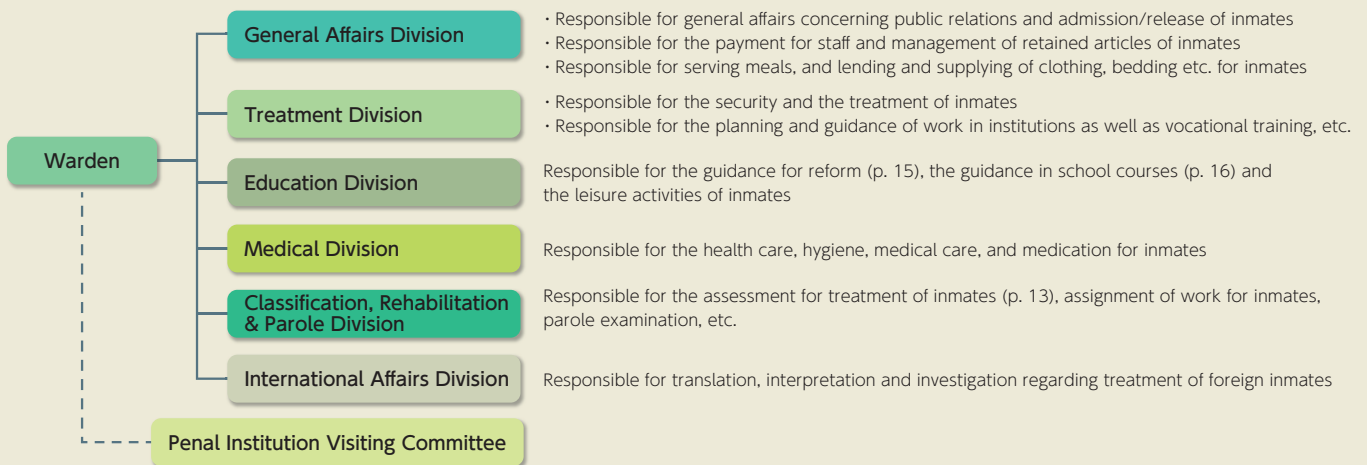 General Affairs Division
・Responsible for general affairs concerning public relations and admission/release of inmates
・Responsible for the payment for staff and management of retained articles of inmates
・Responsible for serving meals, and lending and supplying of clothing, bedding etc. for inmates
Treatment Division
・Responsible for the security and the treatment of inmates
・Responsible for the planning and guidance of work in institutions as well as vocational training, etc.
Warden
Education Division
Responsible for the guidance for reform (p. 15), the guidance in school courses (p. 16) and
the leisure activities of inmates
Medical Division
Responsible for the health care, hygiene, medical care, and medication for inmates
Classification, Rehabilitation
& Parole Division
Responsible for the assessment for treatment of inmates (p. 13), assignment of work for inmates,
parole examination, etc.
International Affairs Division
Responsible for translation, interpretation and investigation regarding treatment of foreign inmates
Penal Institution Visiting Committee